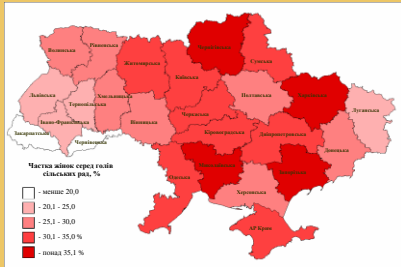 Чернігівська
Волинська
Рівненська
Сумська
Житомирська
Київська
Львівська
Полтавська
Харківська
Тернопільська
Хмельницька
Луганська
Черкаська
Івано-Франківська
Вінницька
Закарпатська
Кіровоградська
Дніпропетровська
Чернівецька
Донецька
Миколаївська
Запорізька
Одеська
Херсонська
АР Крим
Частка жінок серед голів
сільських рад, %
- менше 20,0
- 20,1 - 25,0
- 25,1 - 30,0
- 30,1 - 35,0 %
- понад 35,1 %